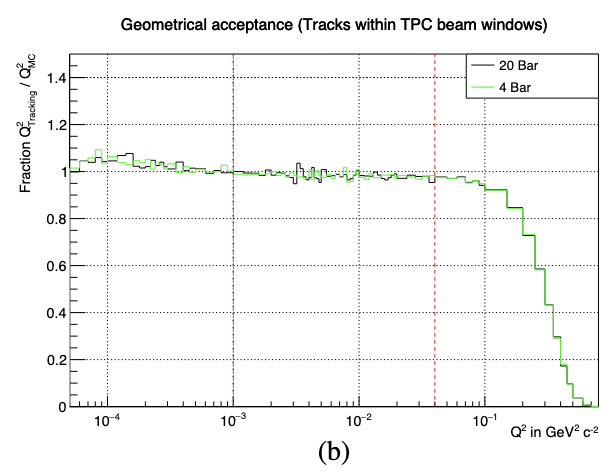 Geometrical acceptance (Tracks within TPC beam windows)
Fraction Q²Tracking / Q²MC
20 Bar
4 Bar
1.4
1.2
1
0.8
0.6
0.4
0.2
0
10⁻⁴
10⁻³
10⁻²
10⁻¹
Q² in GeV² c⁻²
(b)